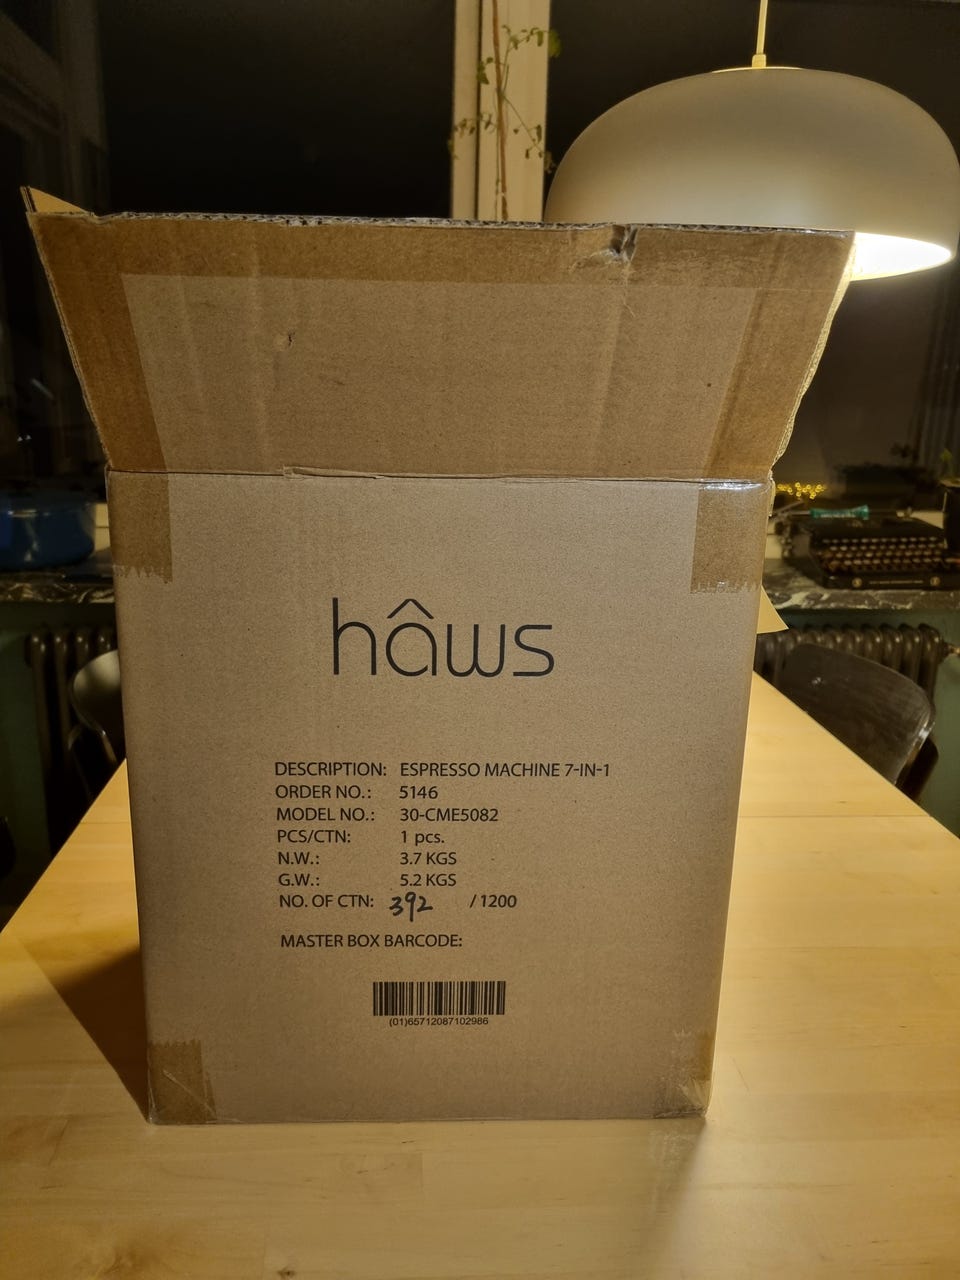 hâws
DESCRIPTION: ESPRESSO MACHINE 7-IN-1
ORDER NO.: 5146
MODEL NO.: 30-CME5082
PCS/CTN: 1 pcs.
N.W.: 3.7 KGS
G.W.: 5.2 KGS
NO. OF CTN: 392 / 1200
MASTER BOX BARCODE:
(01)65712087102986